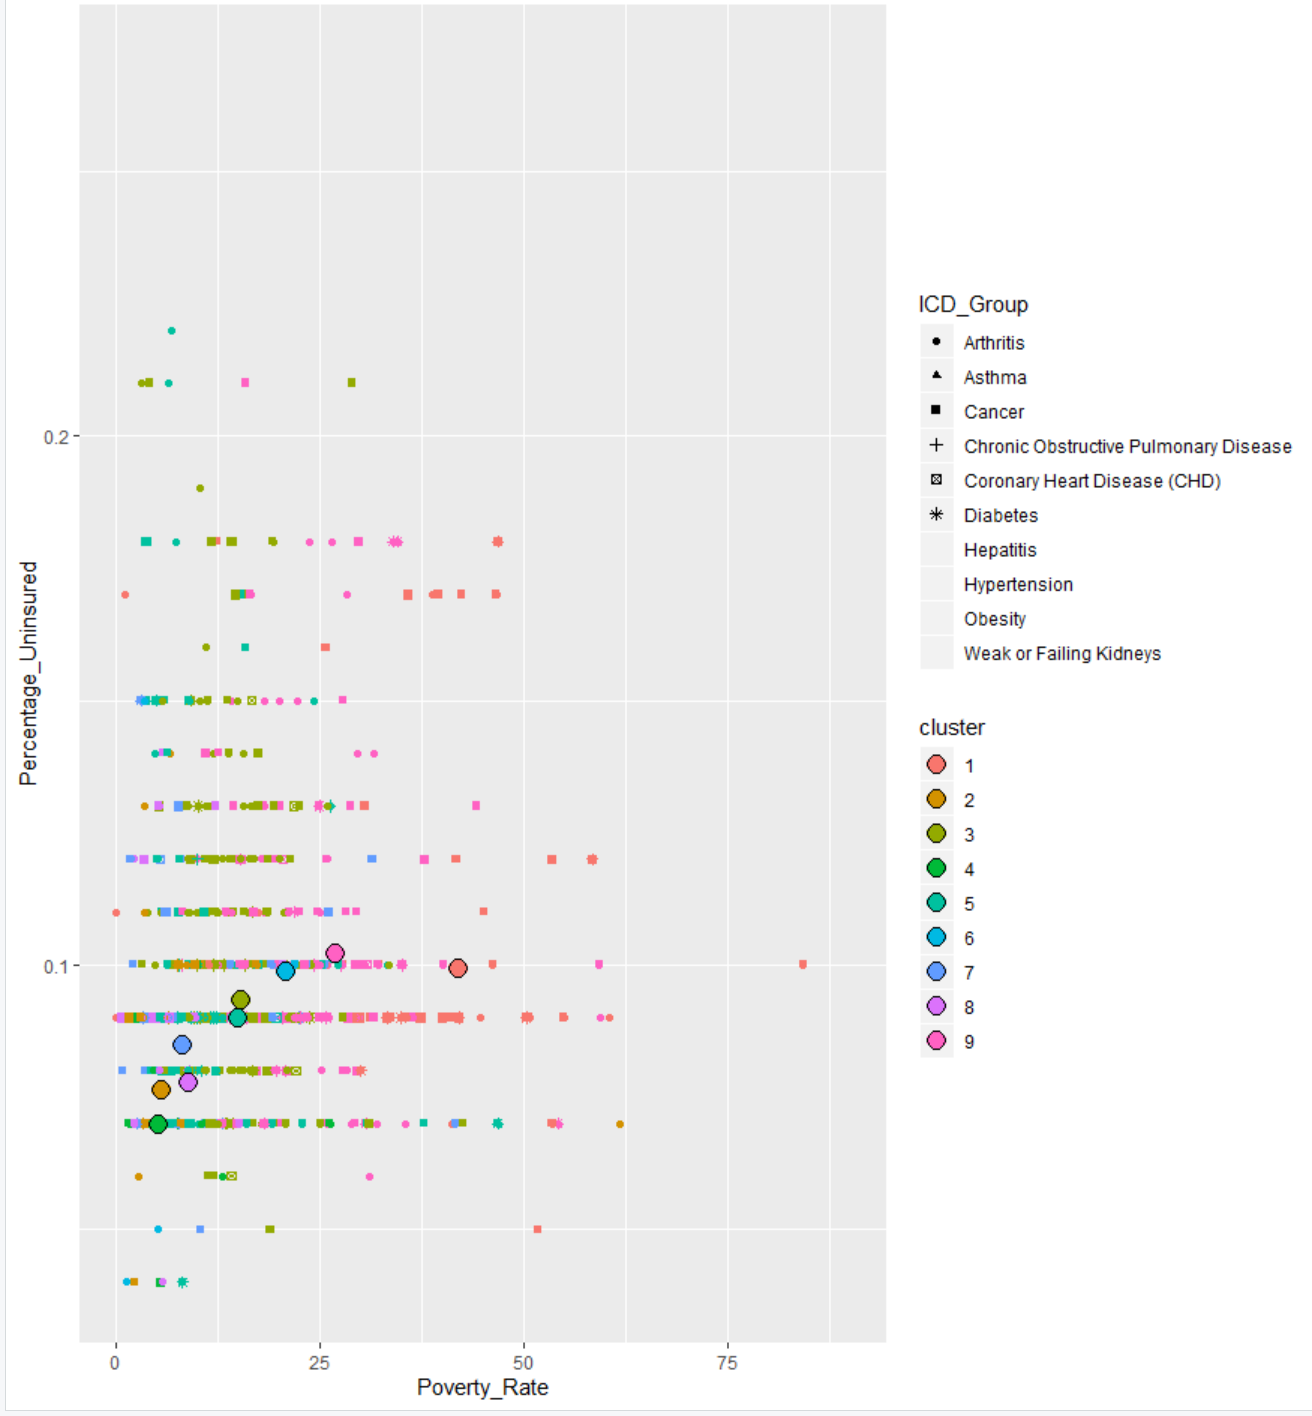 Percentage_Uninsured
0.2
0.1
0
25
50
75
Poverty_Rate
ICD_Group
Arthritis
Asthma
Cancer
Chronic Obstructive Pulmonary Disease
Coronary Heart Disease (CHD)
Diabetes
Hepatitis
Hypertension
Obesity
Weak or Failing Kidneys
cluster
1
2
3
4
5
6
7
8
9